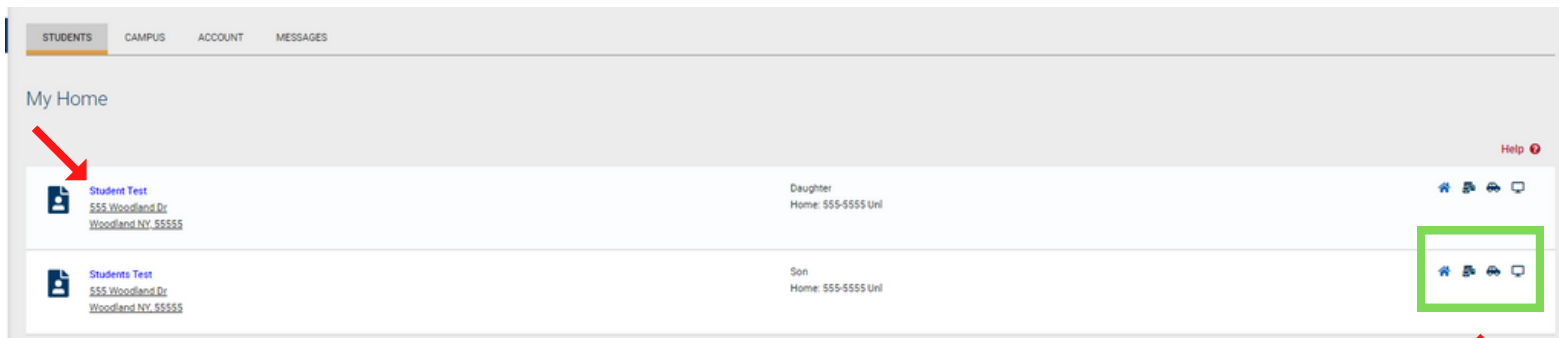 STUDENTS CAMPUS ACCOUNT MESSAGES
My Home
Help
Student Test Daughter
555 Woodland Dr Home: 555-5555 Unl
Woodland NY, 55555
Students Test Son
555 Woodland Dr Home: 555-5555 Unl
Woodland NY, 55555